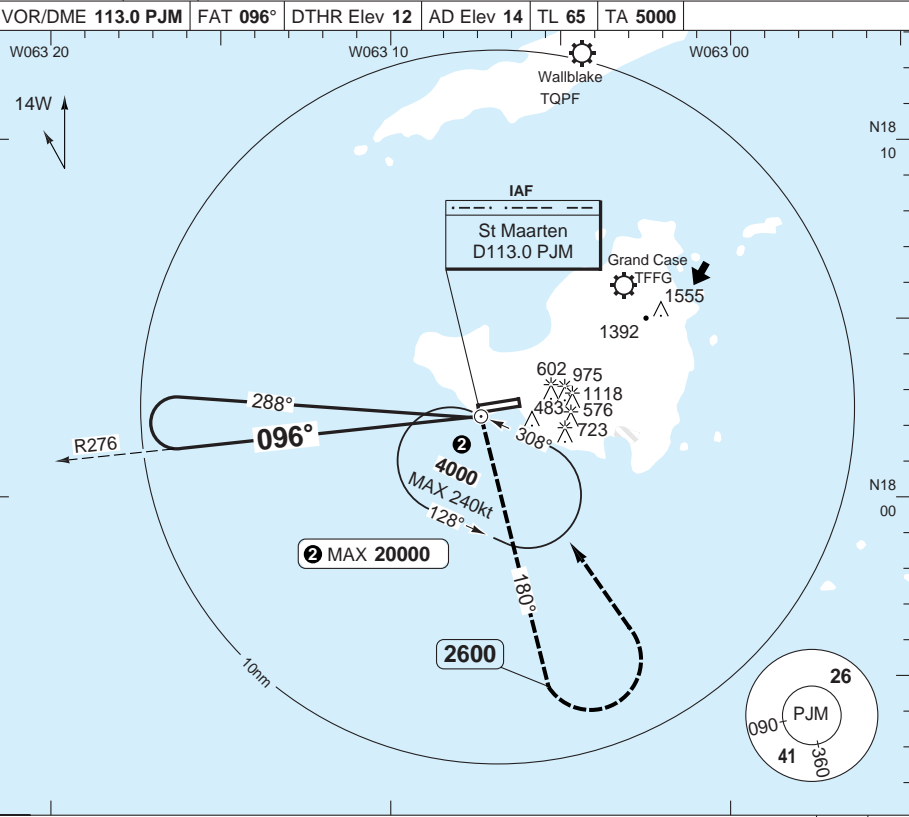 VOR/DME 113.0 PJM FAT 096° DTHR Elev 12 AD Elev 14 TL 65 TA 5000
W063 20 W063 10 W063 00
Wallblake
TQPF
14W
N18
10
IAF
St Maarten
D113.0 PJM
Grand Case
TFFG
1555
1392
602 975
1118
483 576
723
288°
096°
308°
R276
2
4000
MAX 240kt
128°
N18
00
2 MAX 20000
180°
2600
10nm
26
PJM
090
41
360